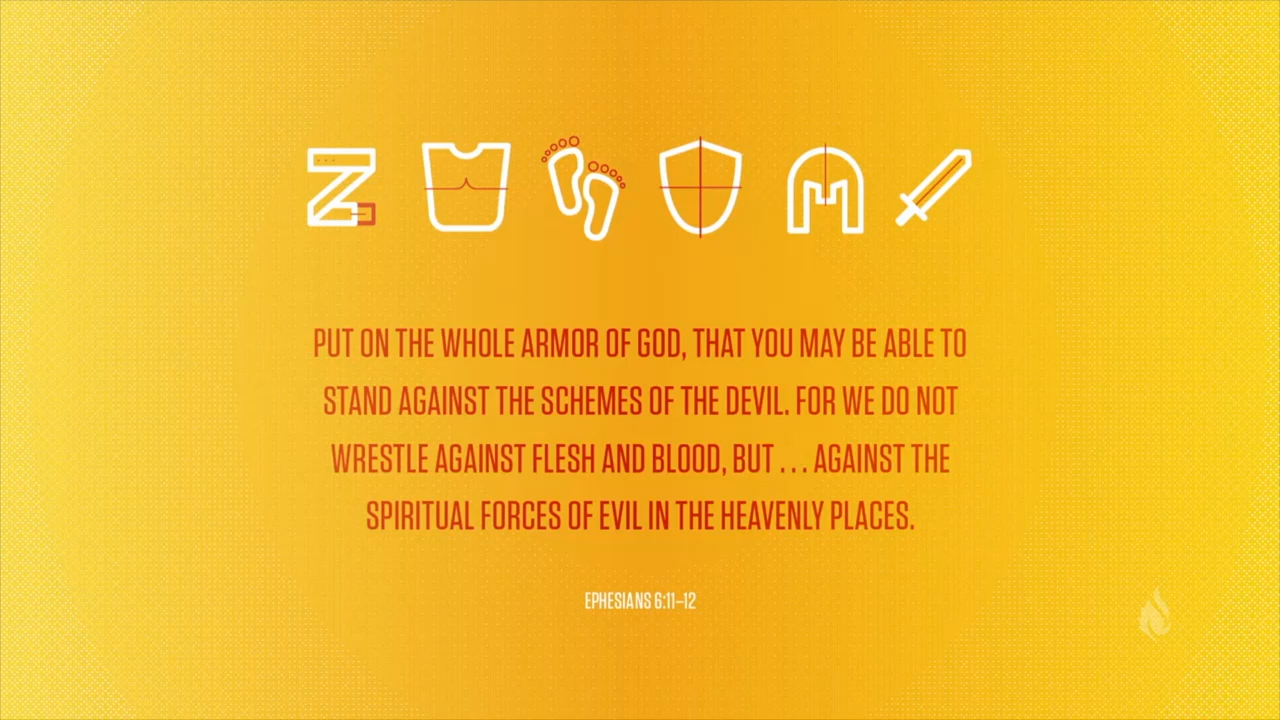 PUT ON THE WHOLE ARMOR OF GOD, THAT YOU MAY BE ABLE TO
STAND AGAINST THE SCHEMES OF THE DEVIL. FOR WE DO NOT
WRESTLE AGAINST FLESH AND BLOOD, BUT . . . AGAINST THE
SPIRITUAL FORCES OF EVIL IN THE HEAVENLY PLACES.
EPHESIANS 6:11–12